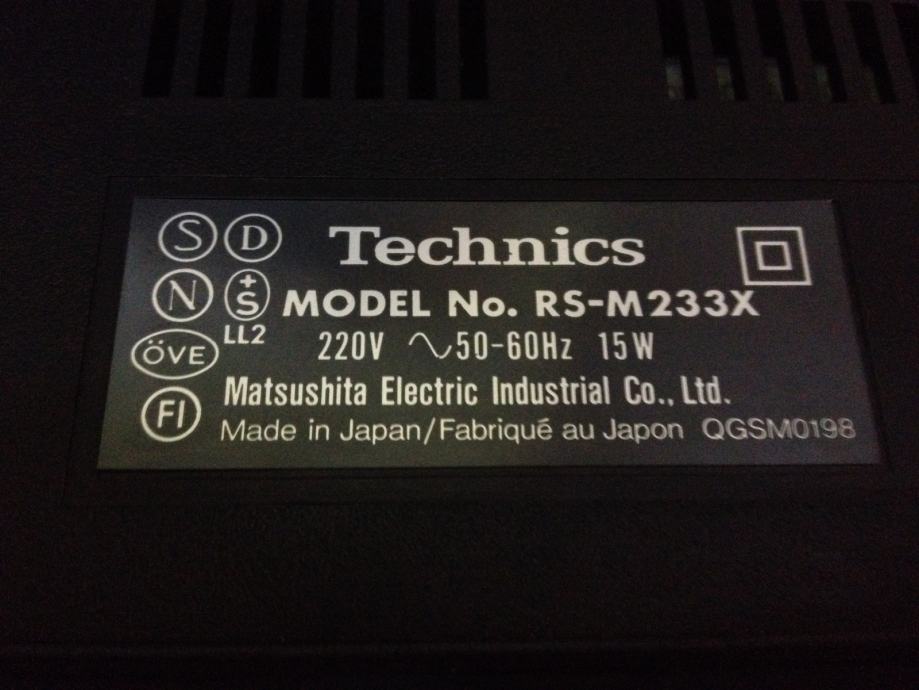 S D Technics
N +S MODEL No. RS-M233X
LL2
ÖVE 220V ∿50-60Hz 15W
Matsushita Electric Industrial Co., Ltd.
FI Made in Japan/Fabriqué au Japon QGSM0198